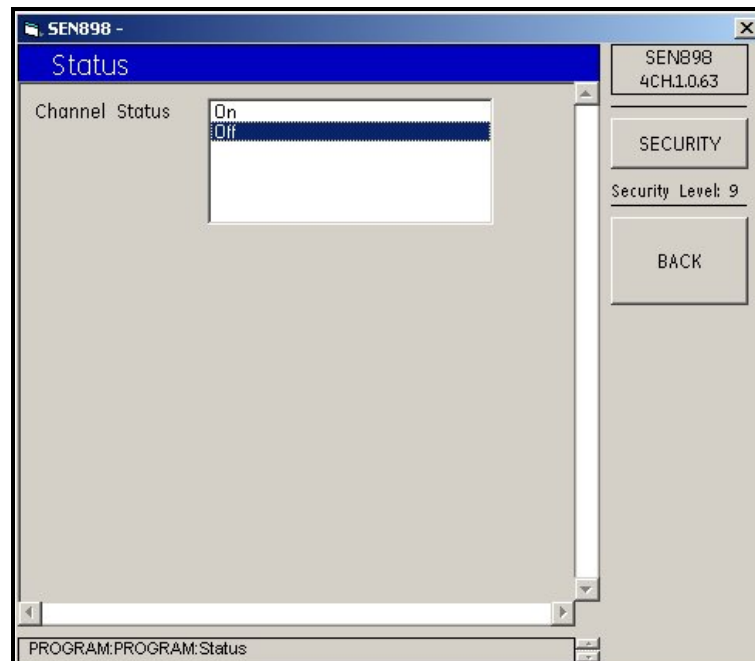 SEN898 -
Status
SEN898
4CH.1.0.63
Channel Status
On
Off
SECURITY
Security Level: 9
BACK
PROGRAM:PROGRAM:Status